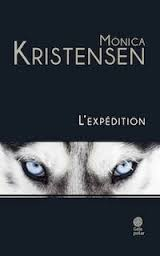 MONICA
KRISTENSEN
L'EXPÉDITION
Gaïa
polar